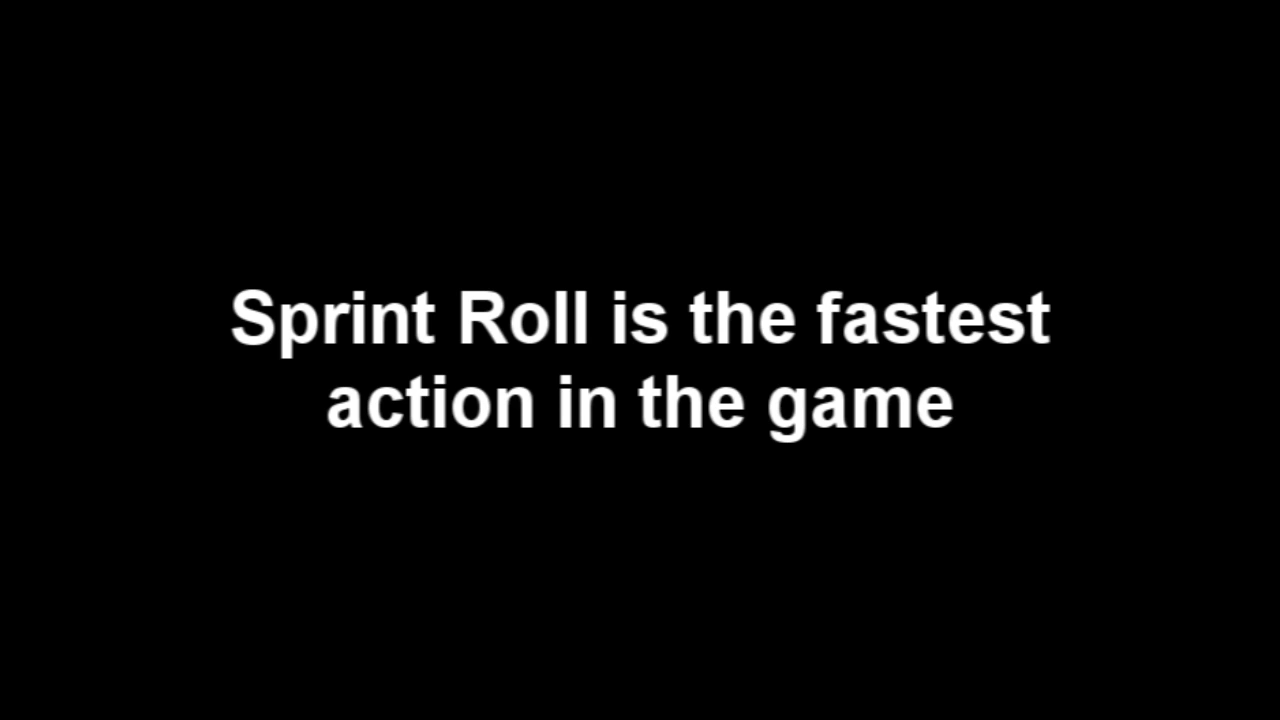 Sprint Roll is the fastest
action in the game